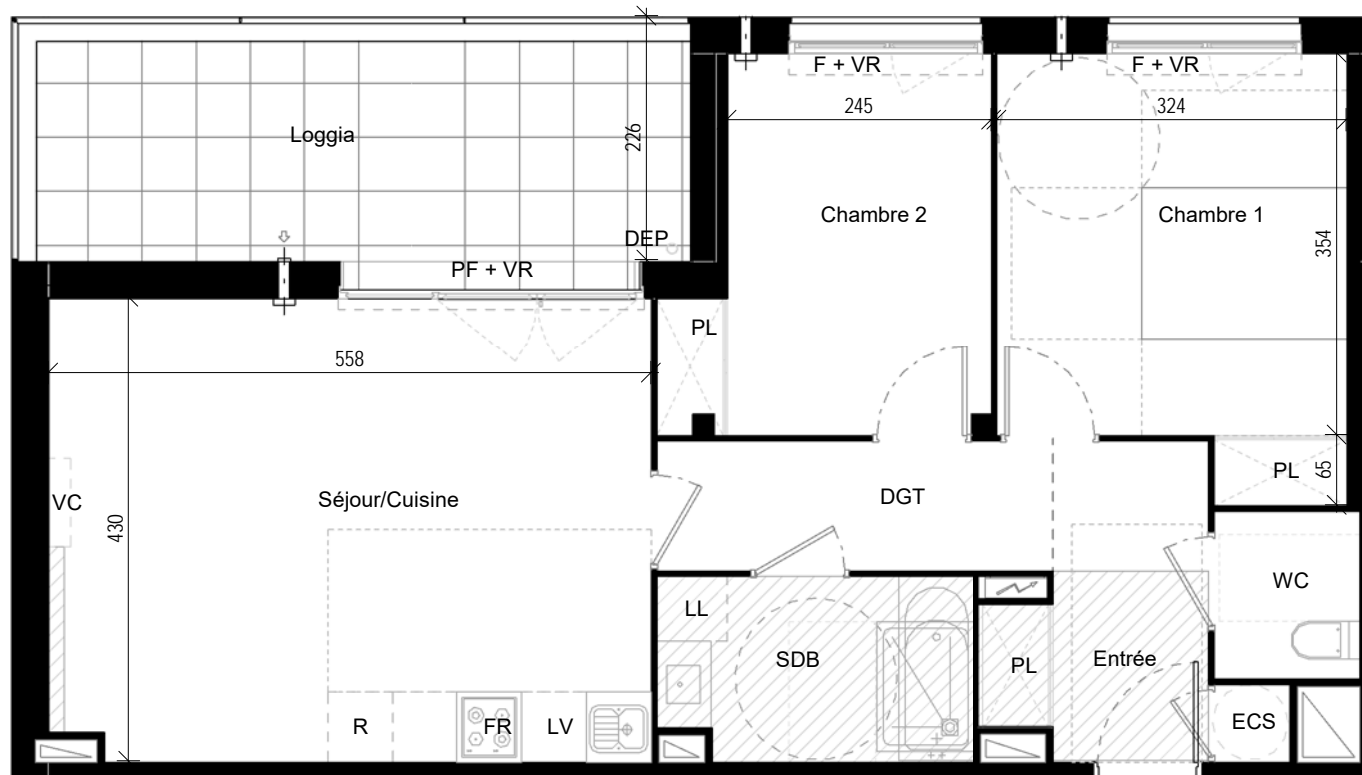 F + VR
F + VR
245
324
Loggia
226
Chambre 2
Chambre 1
354
DEP
PF + VR
PL
558
PL
65
VC
Séjour/Cuisine
DGT
430
WC
LL
SDB
PL
Entrée
R
FR
LV
ECS